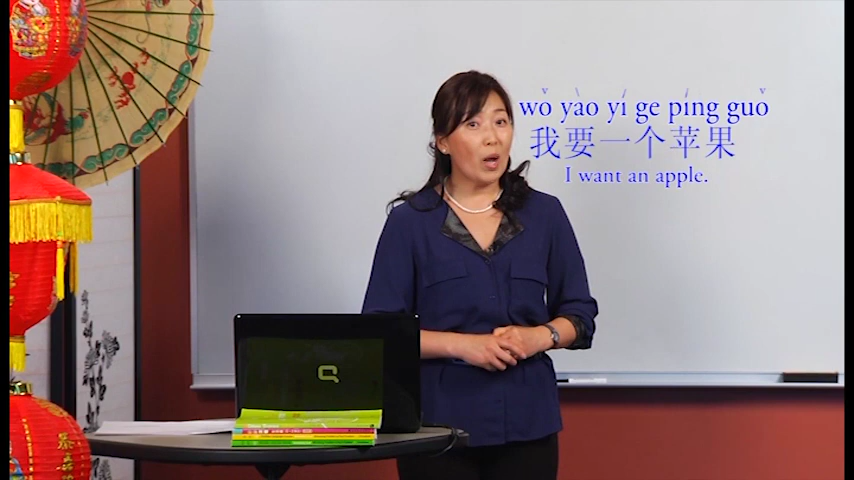 wǒ yào yí ge píng guǒ
我要一个苹果
I want an apple.